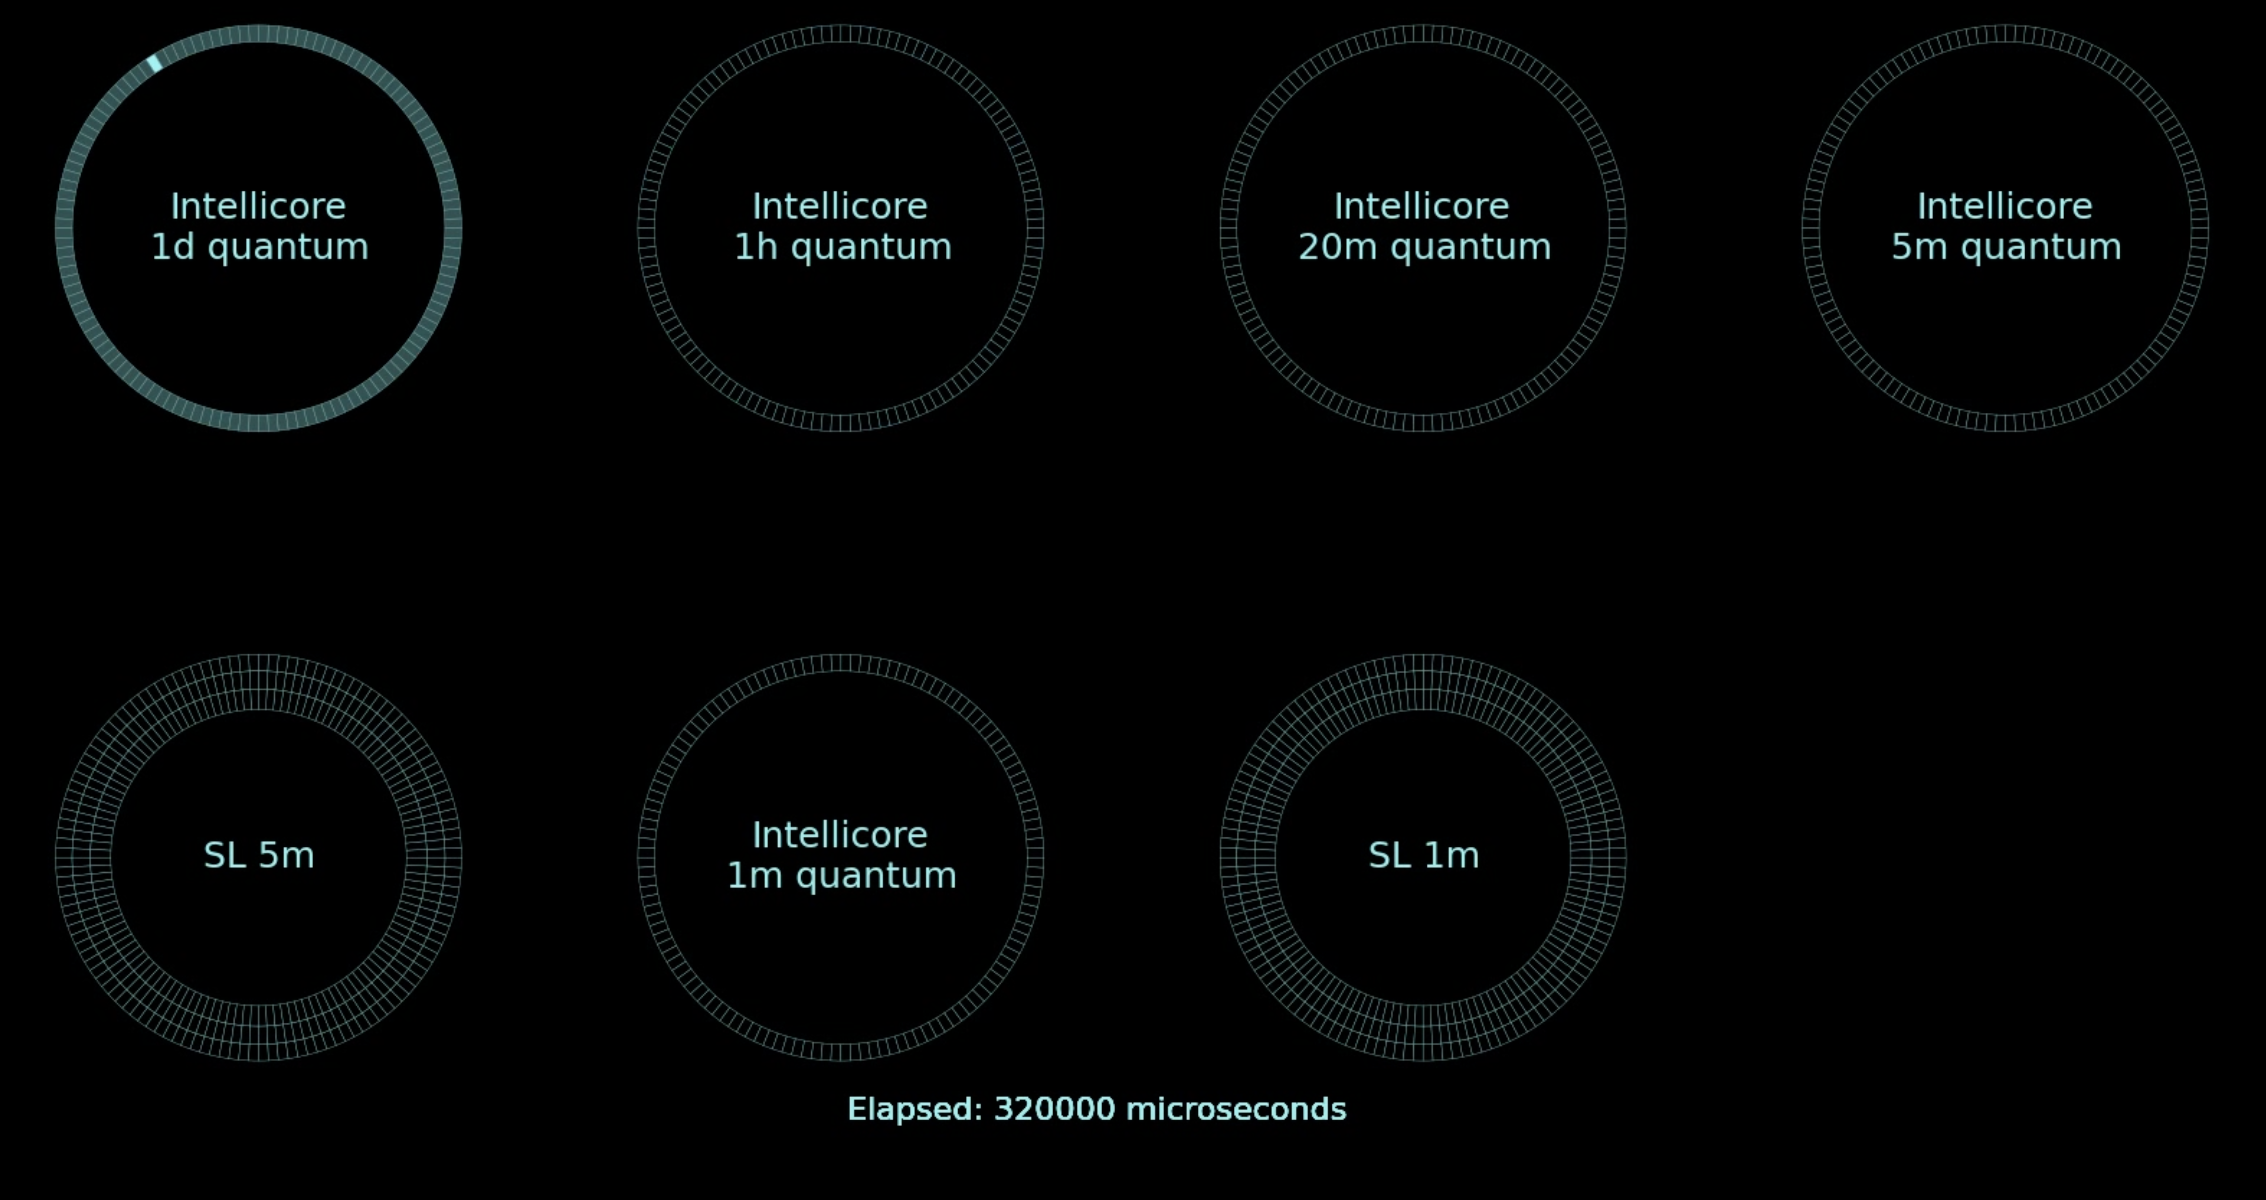 Intellicore
1d quantum
Intellicore
1h quantum
Intellicore
20m quantum
Intellicore
5m quantum
SL 5m
Intellicore
1m quantum
SL 1m
Elapsed: 320000 microseconds